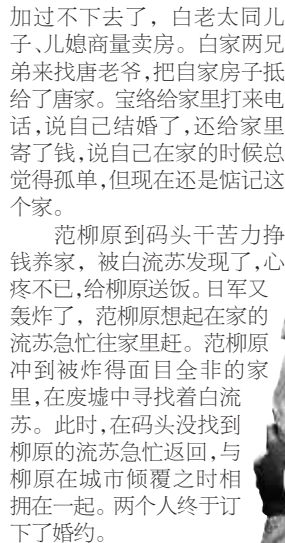 加过不下去了，白老太同儿
子、儿媳商量卖房。白家两兄
弟来找唐老爷,把自家房子抵
给了唐家。宝络给家里打来电
话,说自己结婚了,还给家里
寄了钱,说自己在家的时候总
觉得孤单,但现在还是惦记这
个家。
范柳原到码头干苦力挣
钱养家，被白流苏发现了,心
疼不已,给柳原送饭。日军又
轰炸了，范柳原想起在家的
流苏急忙往家里赶。范柳原
冲到被炸得面目全非的家
里,在废墟中寻找着白流
苏。此时,在码头没找到
柳原的流苏急忙返回,与
柳原在城市倾覆之时相
拥在一起。两个人终于订
下了婚约。